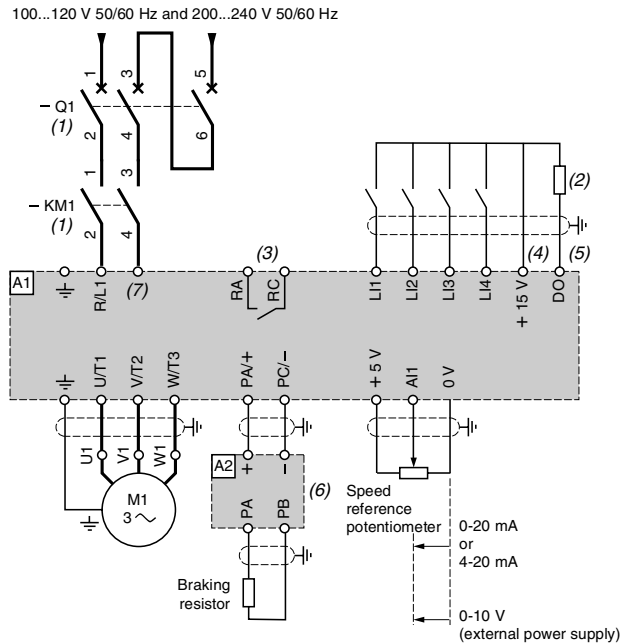 100...120 V 50/60 Hz and 200...240 V 50/60 Hz
1
3
5
– Q1
(1)
2
4
6
1
3
– KM1
(1)
2
4
(2)
(3)
(4)
(5)
A1
R/L1
(7)
RA
RC
LI1
LI2
LI3
LI4
+ 15 V
DO
U/T1
V/T2
W/T3
PA/+
PC/–
+ 5 V
AI1
0 V
U1
V1
W1
A2
+
–
(6)
M1
3 ~
PA
PB
Speed
reference
potentiometer
0-20 mA
or
4-20 mA
Braking
resistor
0-10 V
(external power supply)